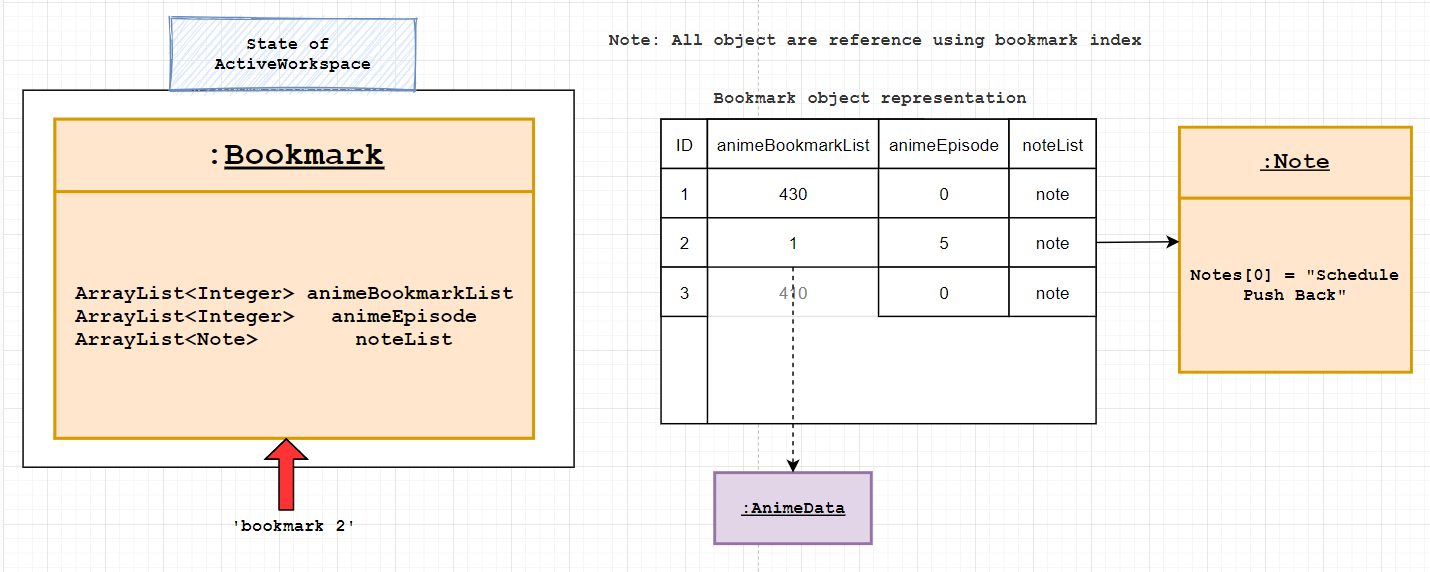 State of
ActiveWorkspace
Note: All object are reference using bookmark index
Bookmark object representation
:Bookmark
ArrayList<Integer> animeBookmarkList
ArrayList<Integer> animeEpisode
ArrayList<Note> noteList
'bookmark 2'
ID animeBookmarkList animeEpisode noteList
1 430 0 note
2 1 5 note
3 410 0 note
:Note
Notes[0] = "Schedule
Push Back"
:AnimeData